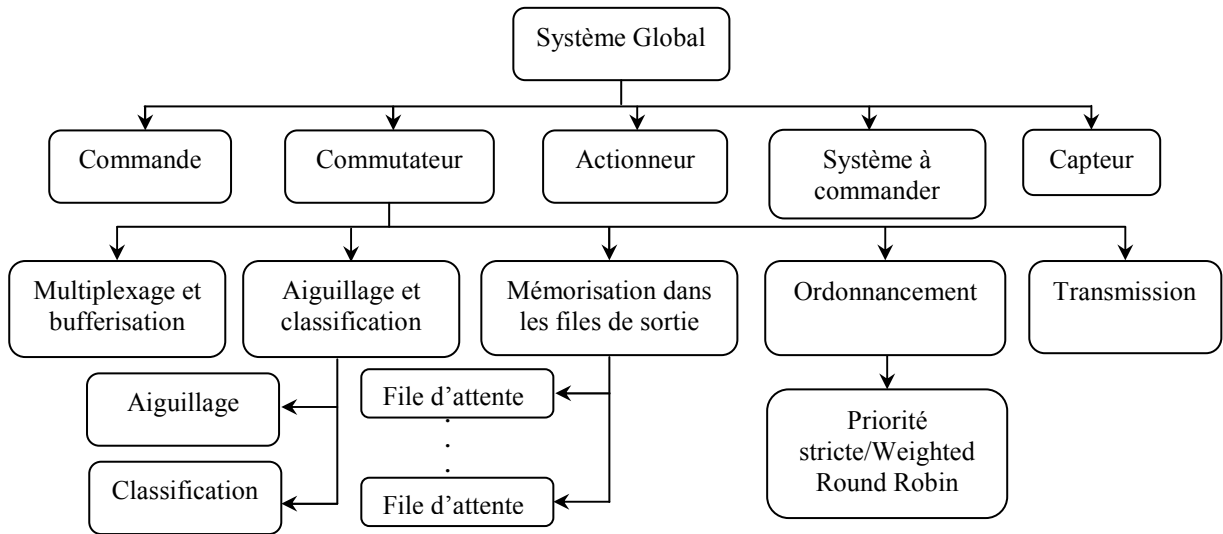 Système Global
Commande
Commutateur
Actionneur
Système à
commander
Capteur
Multiplexage et
bufferisation
Aiguillage et
classification
Mémorisation dans
les files de sortie
Ordonnancement
Transmission
Aiguillage
Classification
File d’attente
.
.
.
.
File d’attente
Priorité
stricte/Weighted
Round Robin